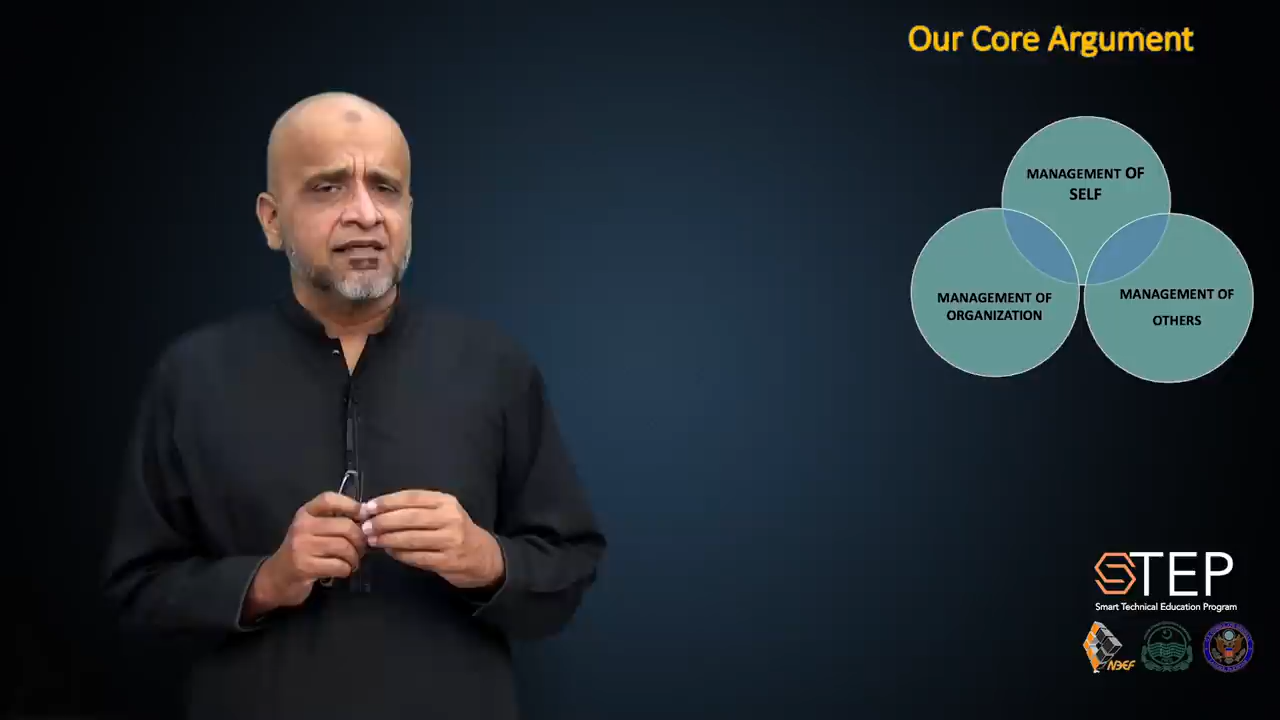 Our Core Argument
MANAGEMENT OF
SELF
MANAGEMENT OF
ORGANIZATION
MANAGEMENT OF
OTHERS
STEP
Smart Technical Education Program
NDEF